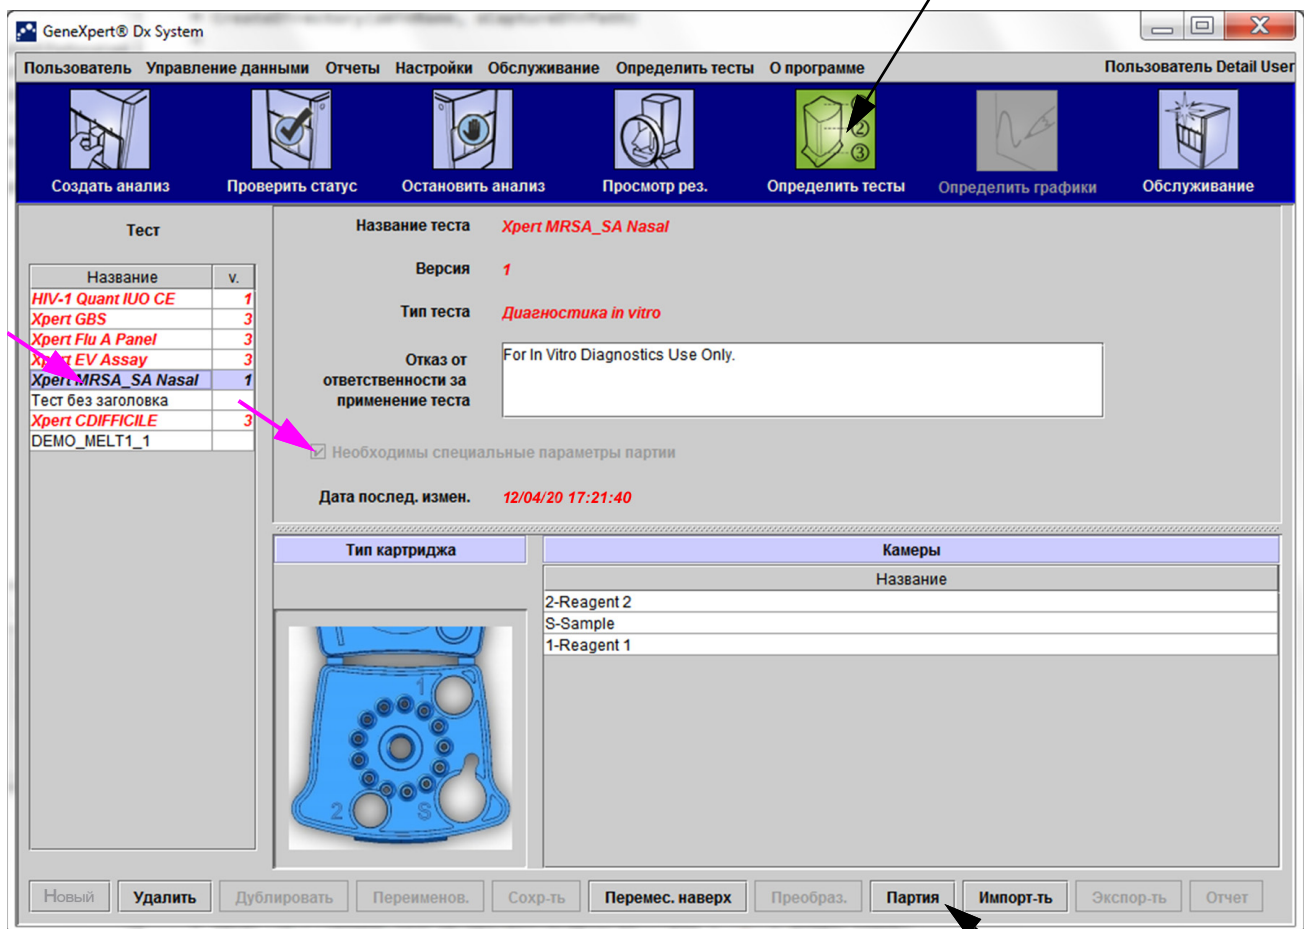 GeneXpert® Dx System
Пользователь Управление данными Отчеты Настройки Обслуживание Определить тесты О программе Пользователь Detail User
Создать анализ Проверить статус Остановить анализ Просмотр рез. Определить тесты Определить графики Обслуживание
Тест
Название v.
HIV-1 Quant IUO CE 1
Xpert GBS 3
Xpert Flu A Panel 3
Xpert EV Assay 3
Xpert MRSA_SA Nasal 1
Тест без заголовка
Xpert CDIFFICILE 3
DEMO_MELT1_1
Название теста Xpert MRSA_SA Nasal
Версия 1
Тип теста Диагностика in vitro
Отказ от
ответственности за
применение теста
For In Vitro Diagnostics Use Only.
Необходимы специальные параметры партии
Дата послед. измен. 12/04/20 17:21:40
Тип картриджа
1
2 S
Камеры
Название
2-Reagent 2
S-Sample
1-Reagent 1
Новый Удалить Дублировать Переименов. Сохр-ть Перемес. наверх Преобраз. Партия Импорт-ть Экспор-ть Отчет